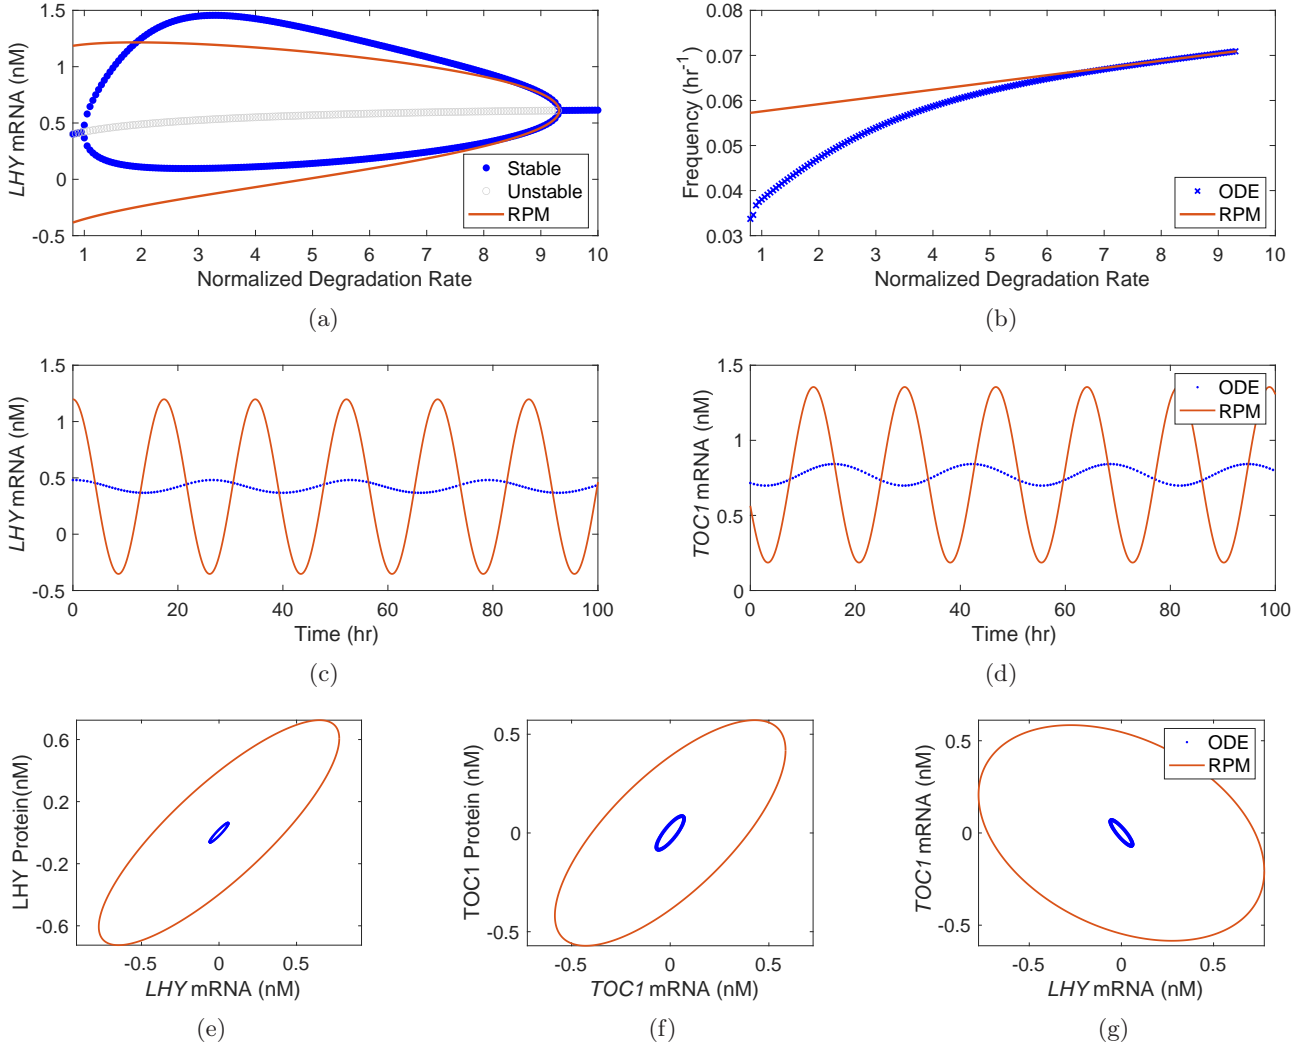 1.5
1
0.5
0
-0.5
LHY mRNA (nM)
1 2 3 4 5 6 7 8 9 10
Normalized Degradation Rate
Stable
Unstable
RPM
(a)
0.08
0.07
0.06
0.05
0.04
0.03
Frequency (hr-1)
1 2 3 4 5 6 7 8 9 10
Normalized Degradation Rate
ODE
RPM
(b)
1.5
1
0.5
0
-0.5
LHY mRNA (nM)
0 20 40 60 80 100
Time (hr)
(c)
1.5
1
0.5
0
TOC1 mRNA (nM)
0 20 40 60 80 100
Time (hr)
ODE
RPM
(d)
0.6
0.2
-0.2
-0.6
LHY Protein(nM)
-0.5 0 0.5
LHY mRNA (nM)
(e)
0.5
0
-0.5
TOC1 Protein (nM)
-0.5 0 0.5
TOC1 mRNA (nM)
(f)
0.5
0
-0.5
TOC1 mRNA (nM)
-0.5 0 0.5
LHY mRNA (nM)
ODE
RPM
(g)